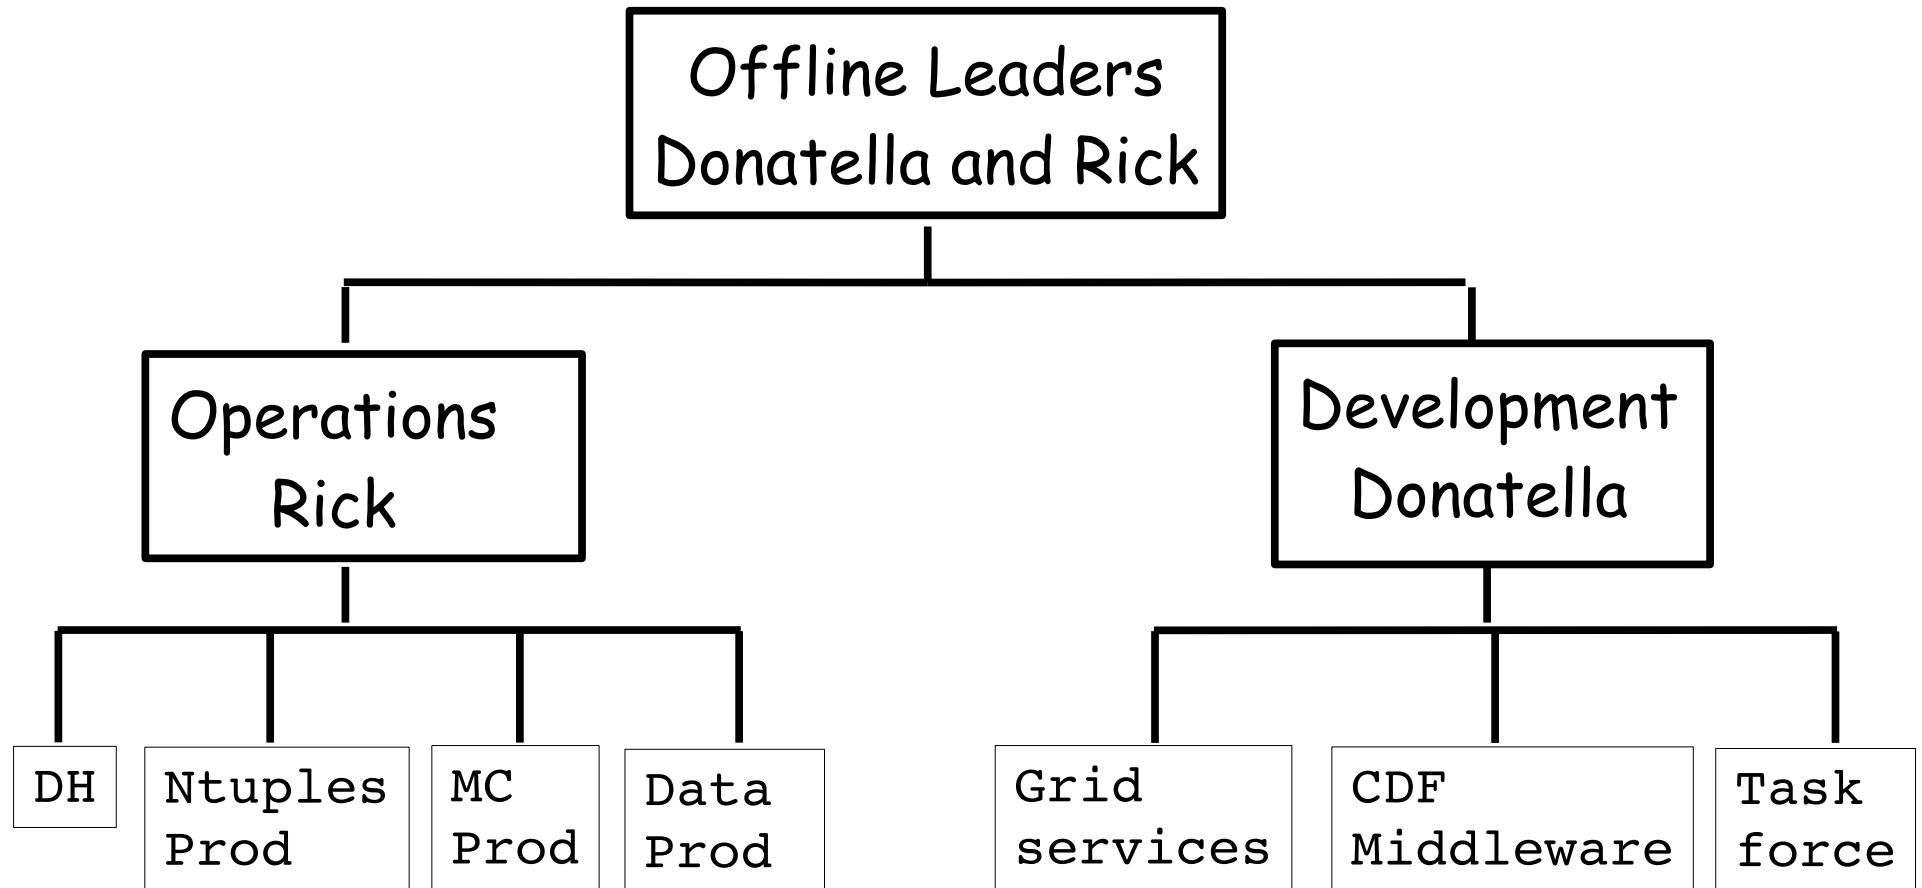 Offline Leaders
Donatella and Rick
Operations
Rick
Development
Donatella
DH
Ntuples
Prod
MC
Prod
Data
Prod
Grid
services
CDF
Middleware
Task
force